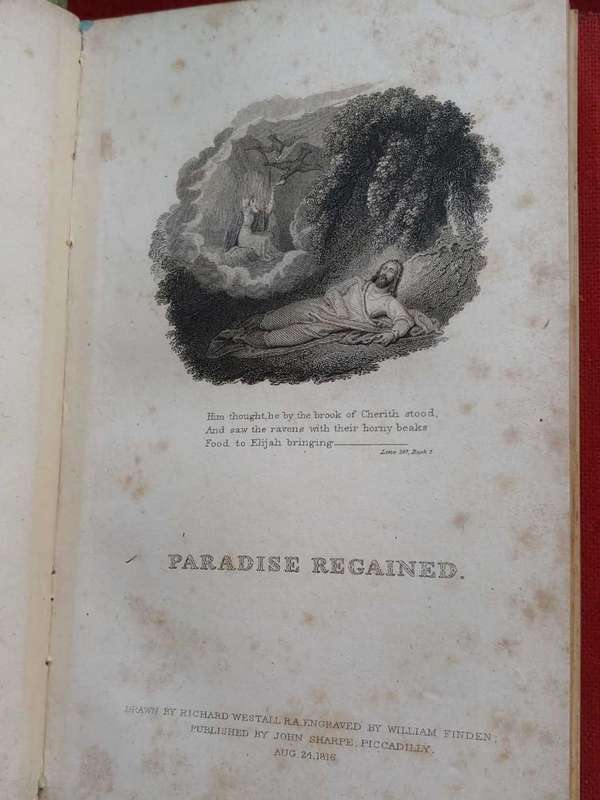 Him thought, he by the brook of Cherith stood,
And saw the ravens with their horny beaks
Food to Elijah bringing
Book 2
PARADISE REGAINED.
DRAWN BY RICHARD WESTALL R.A. ENGRAVED BY WILLIAM FINDEN;
PUBLISHED BY JOHN SHARPE, PICCADILLY.
AUG. 24, 1816